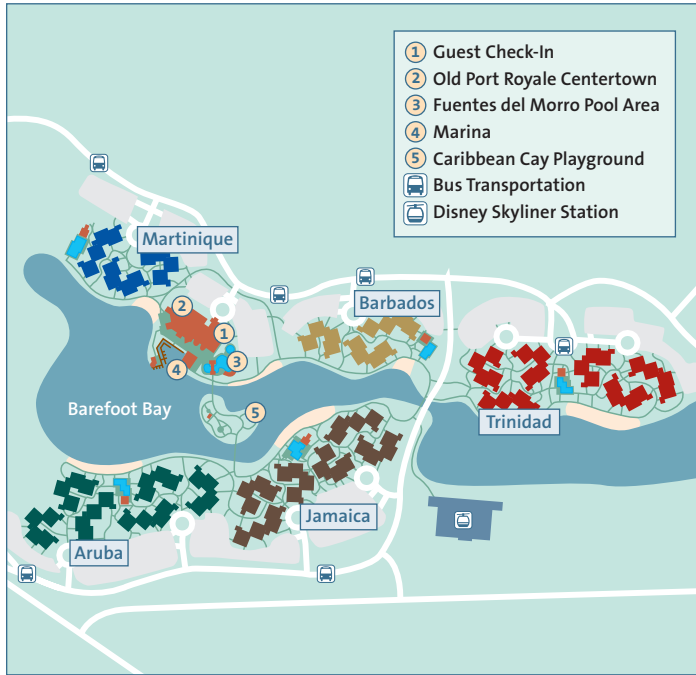 1 Guest Check-In
2 Old Port Royale Centertown
3 Fuentes del Morro Pool Area
4 Marina
5 Caribbean Cay Playground
Bus Transportation
Disney Skyliner Station
Martinique
Barbados
2
1
3
4
Barefoot Bay
5
Trinidad
Jamaica
Aruba